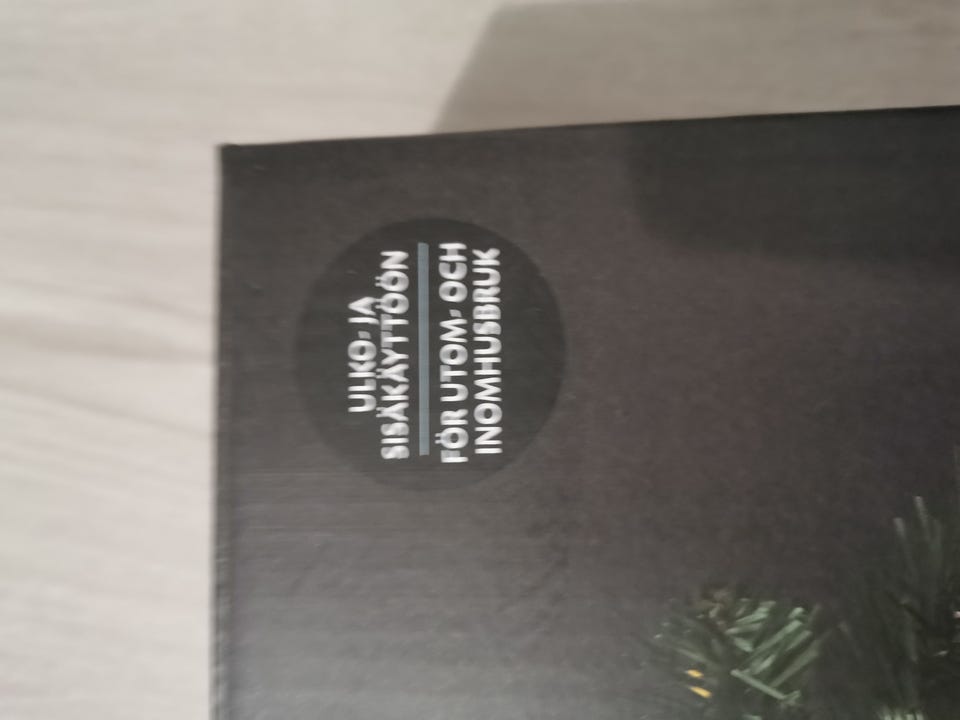 ULKO- JA
SISÄKÄYTTÖÖN
FÖR UTOM- OCH
INOMHUSBRUK